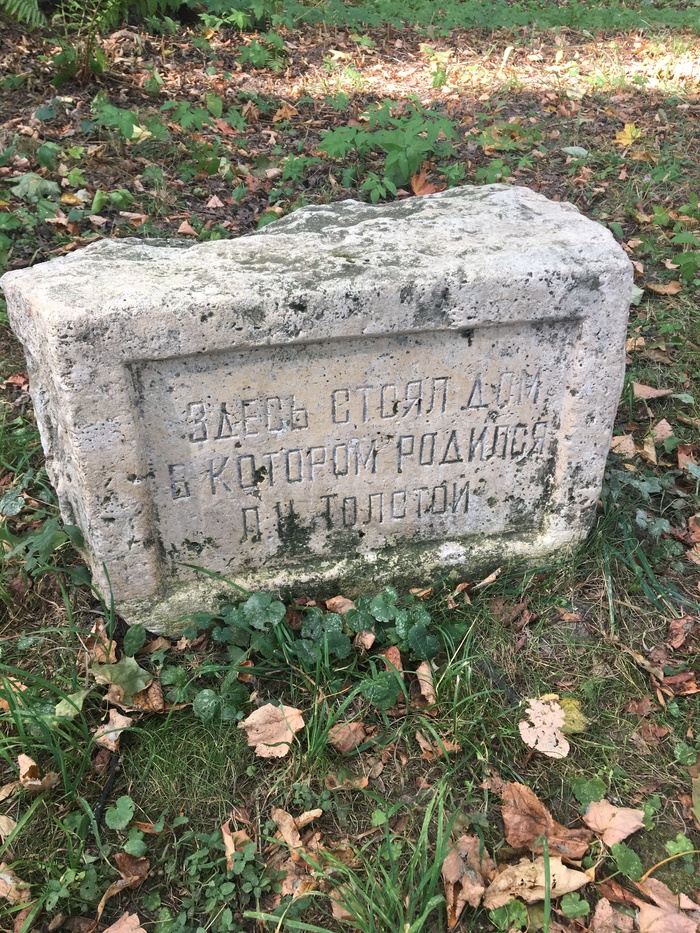 ЗДЕСЬ СТОЯЛ ДОМ
В КОТОРОМ РОДИЛСЯ
Л.Н. ТОЛСТОЙ